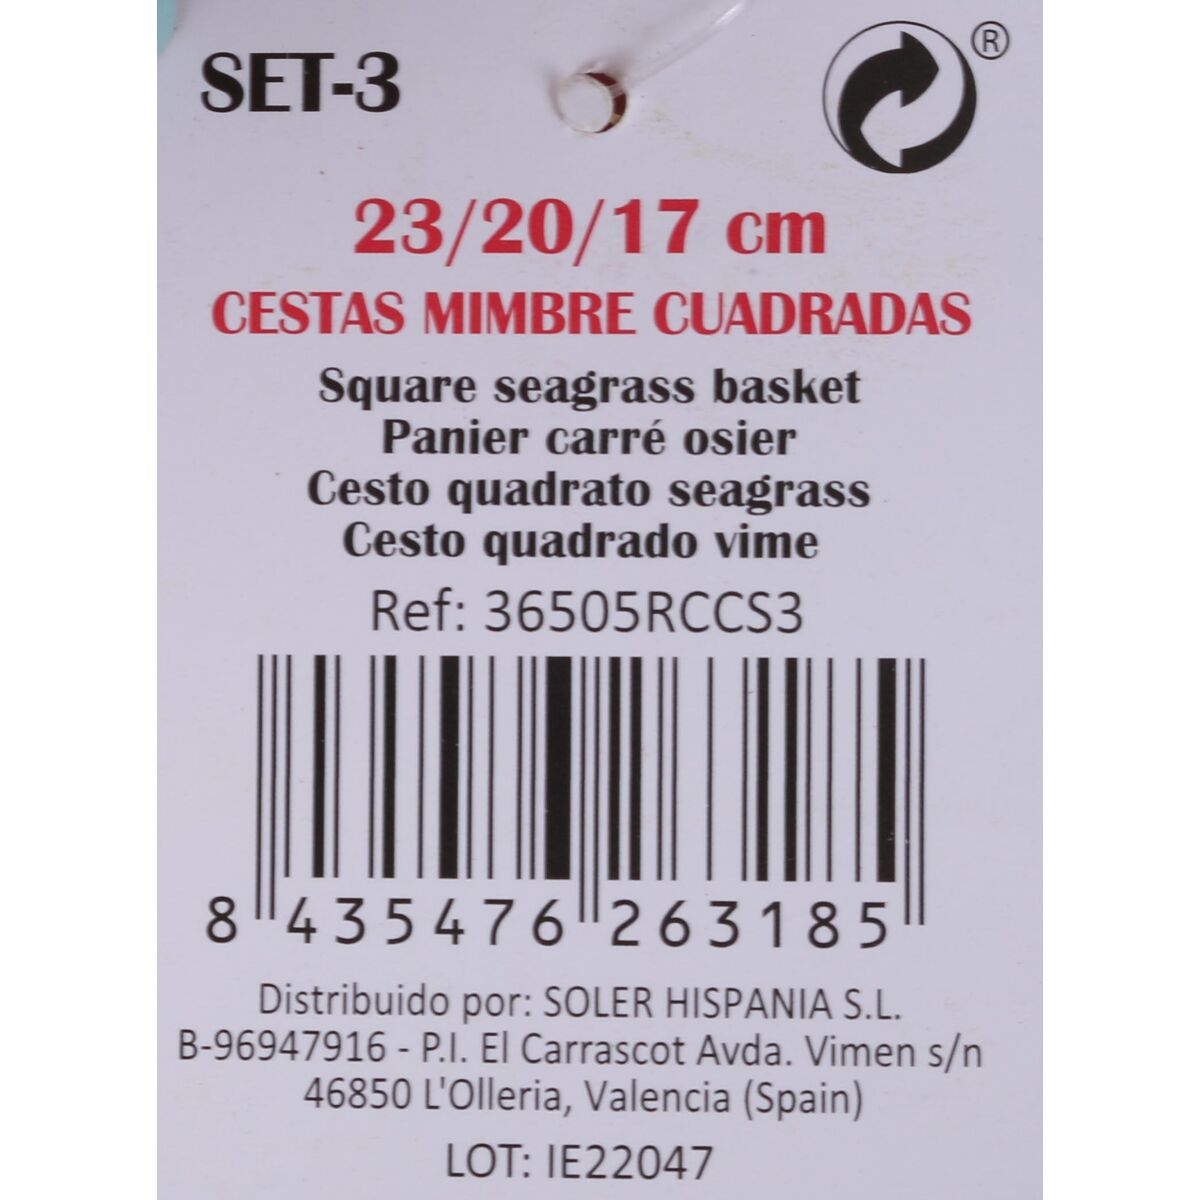 SET-3
®
23/20/17 cm
CESTAS MIMBRE CUADRADAS
Square seagrass basket
Panier carré osier
Cesto quadrato seagrass
Cesto quadrado vime
Ref: 36505RCCS3
8 435476 263185
Distribuido por: SOLER HISPANIA S.L.
B-96947916 - P.I. El Carrascot Avda. Vimen s/n
46850 L'Olleria, Valencia (Spain)
LOT: IE22047